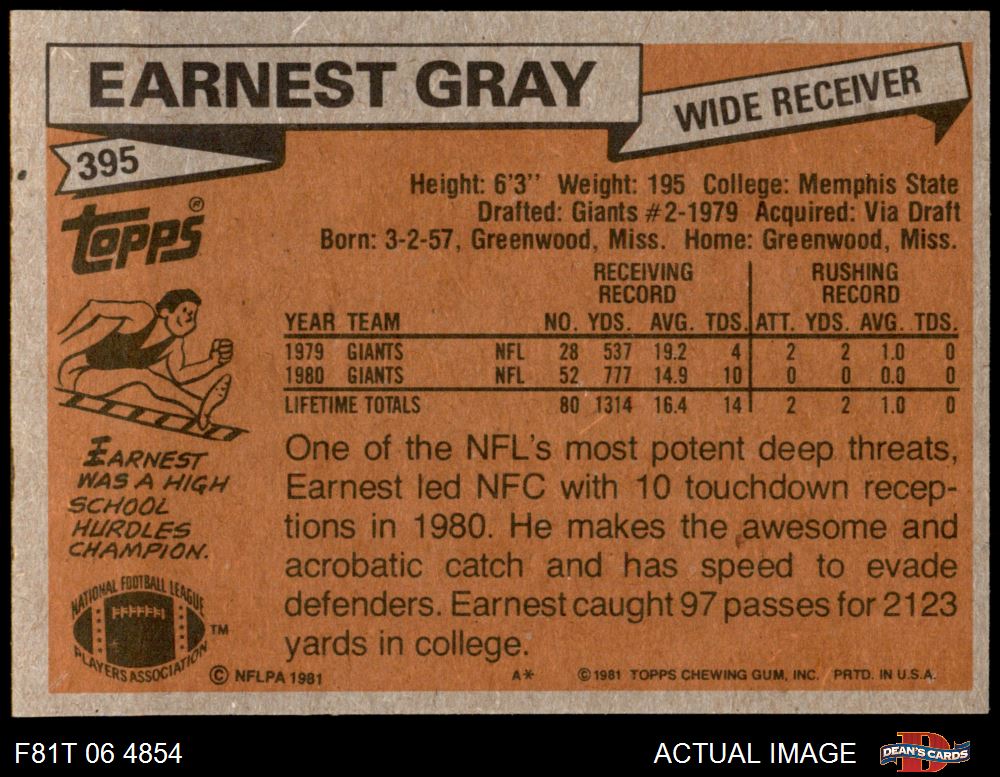 EARNEST GRAY
WIDE RECEIVER
395
TOPPS®
Height: 6'3'' Weight: 195 College: Memphis State
Drafted: Giants #2-1979 Acquired: Via Draft
Born: 3-2-57, Greenwood, Miss. Home: Greenwood, Miss.
RECEIVING RECORD RUSHING RECORD
YEAR TEAM NO. YDS. AVG. TDS. ATT. YDS. AVG. TDS.
1979 GIANTS NFL 28 537 19.2 4 2 2 1.0 0
1980 GIANTS NFL 52 777 14.9 10 0 0 0.0 0
LIFETIME TOTALS 80 1314 16.4 14 2 2 1.0 0
EARNEST
WAS A HIGH
SCHOOL
HURDLES
CHAMPION.
One of the NFL's most potent deep threats,
Earnest led NFC with 10 touchdown recep-
tions in 1980. He makes the awesome and
acrobatic catch and has speed to evade
defenders. Earnest caught 97 passes for 2123
yards in college.
NATIONAL FOOTBALL LEAGUE
PLAYERS ASSOCIATION
TM
© NFLPA 1981 A* ©1981 TOPPS CHEWING GUM, INC. PRTD. IN U.S.A.
F81T 06 4854 ACTUAL IMAGE
D
DEAN'S CARDS